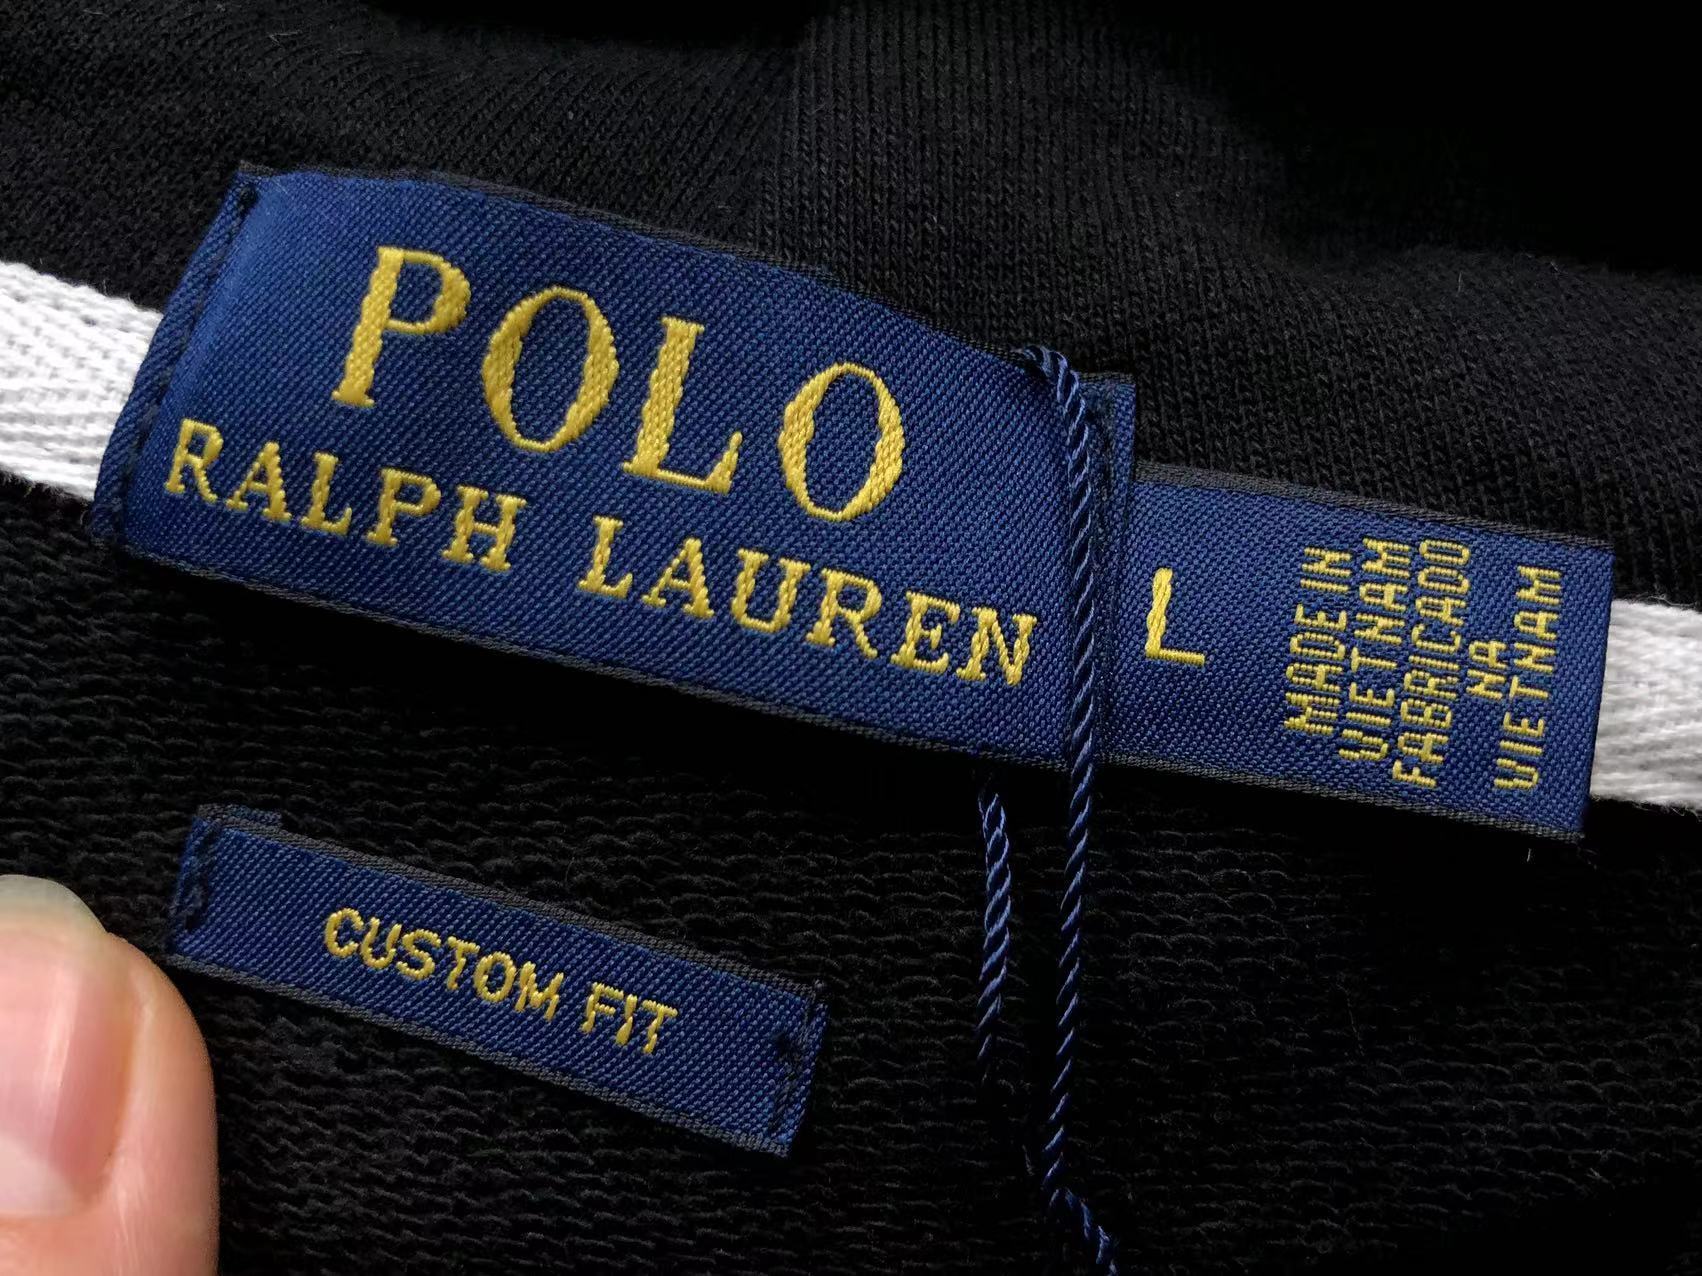 POLO
RALPH LAUREN
L
MADE IN
VIETNAM
FABRICADO
NA
VIETNAM
CUSTOM FIT